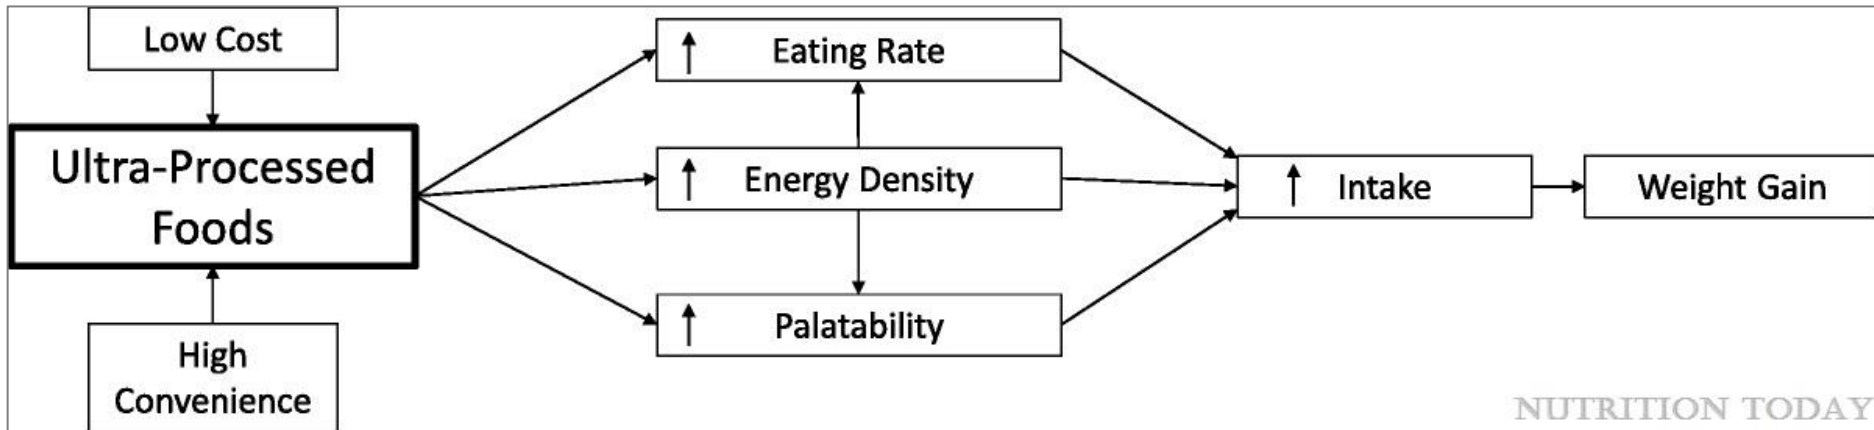 Low Cost
Ultra-Processed
Foods
High
Convenience
↑ Eating Rate
↑ Energy Density
↑ Palatability
↑ Intake
Weight Gain
NUTRITION TODAY